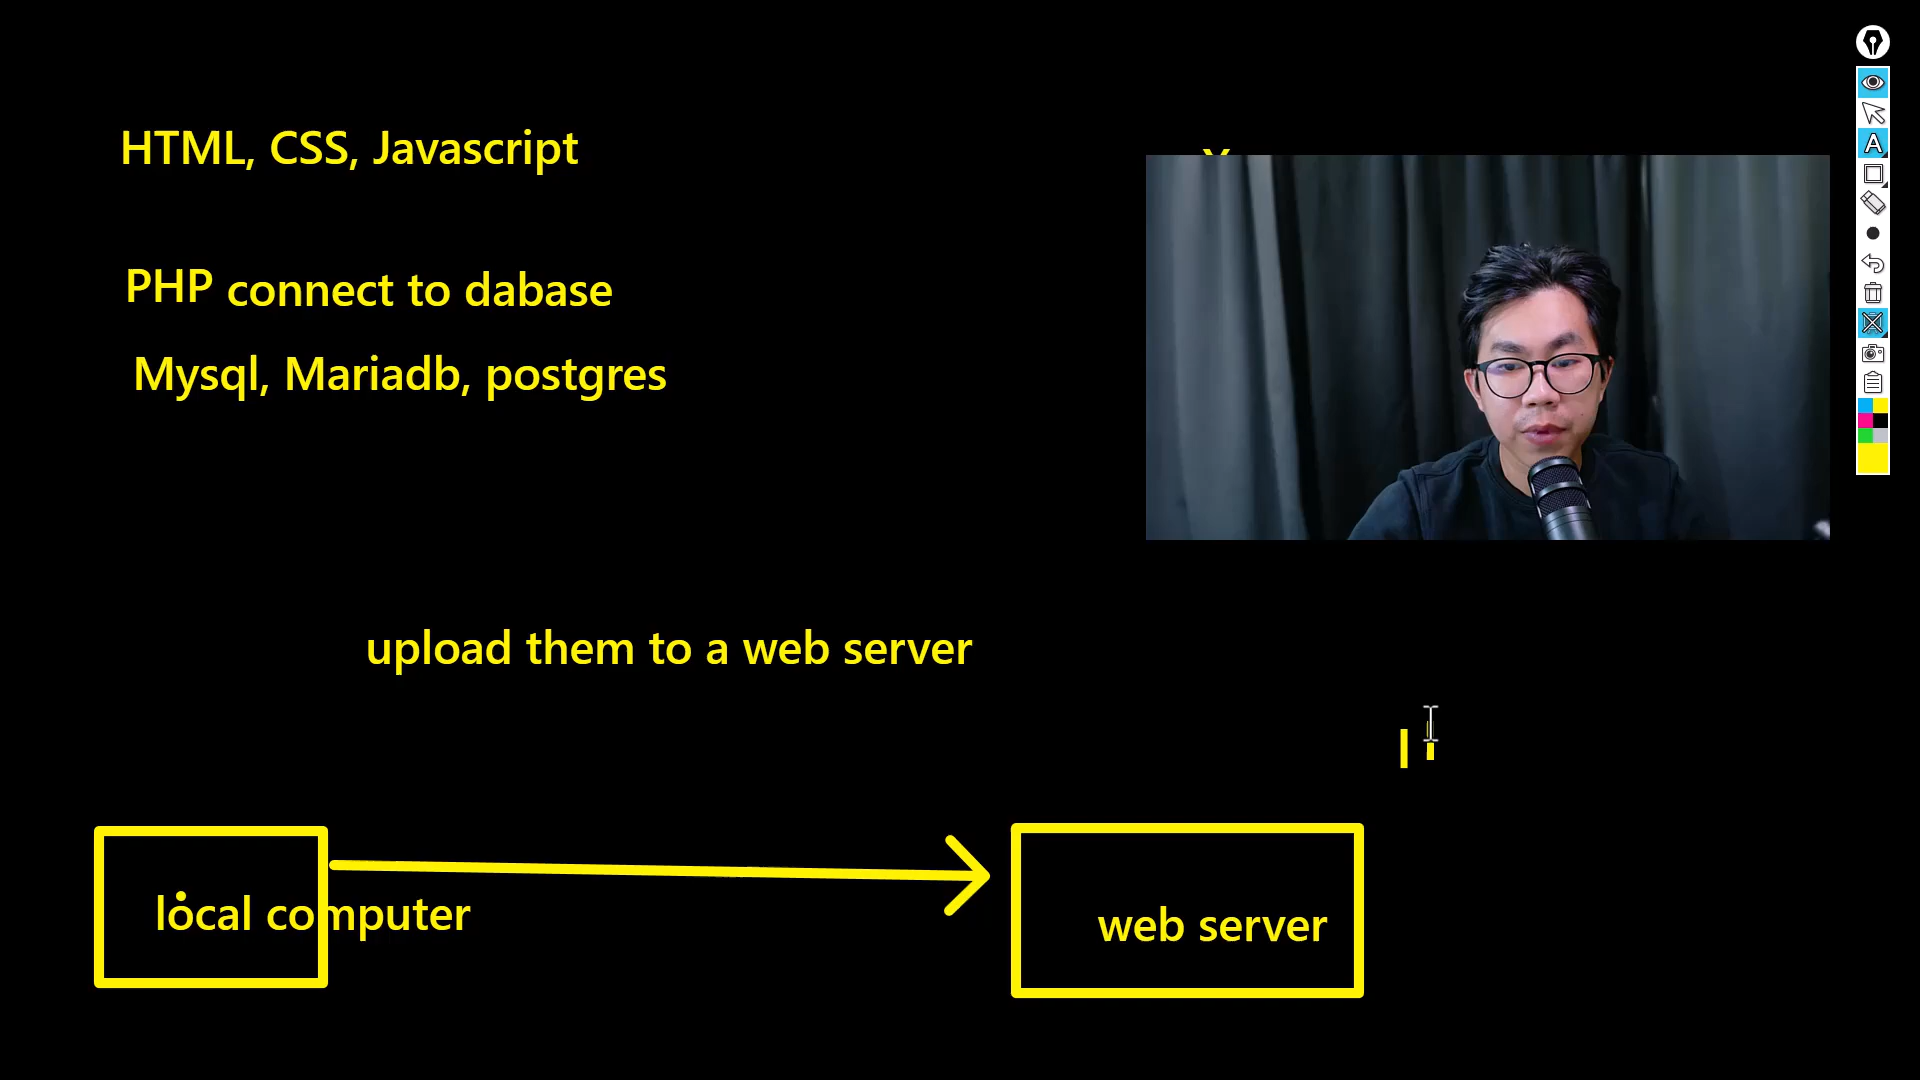 HTML, CSS, Javascript
PHP connect to dabase
Mysql, Mariadb, postgres
upload them to a web server
local computer
web server